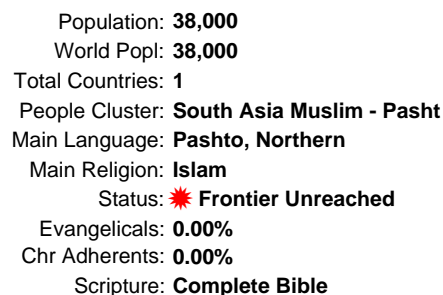 Population: 38,000
World Popl: 38,000
Total Countries: 1
People Cluster: South Asia Muslim - Pasht
Main Language: Pashto, Northern
Main Religion: Islam
Status: Frontier Unreached
Evangelicals: 0.00%
Chr Adherents: 0.00%
Scripture: Complete Bible